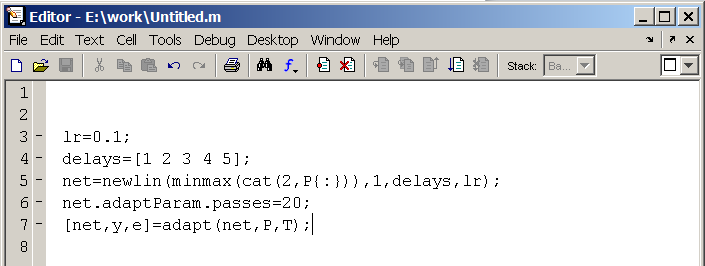 Editor - E:\work\Untitled.m
File Edit Text Cell Tools Debug Desktop Window Help
Stack: Ba...
1
2
3 - lr=0.1;
4 - delays=[1 2 3 4 5];
5 - net=newlin(minmax(cat(2,P{:})),1,delays,lr);
6 - net.adaptParam.passes=20;
7 - [net,y,e]=adapt(net,P,T);
8